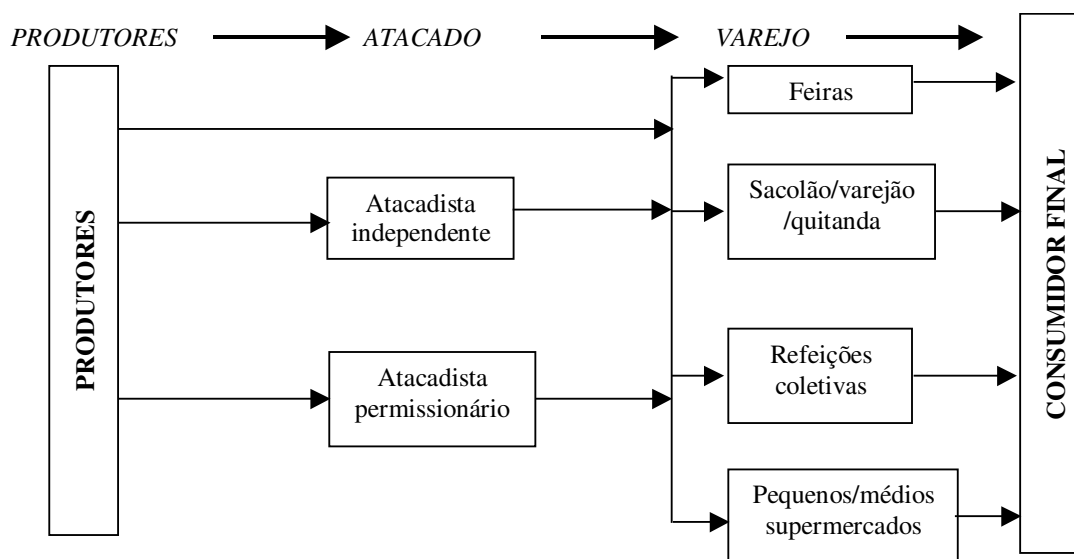 PRODUTORES
ATACADO
VAREJO
PRODUTORES
Atacadista
independente
Atacadista
permissionário
Feiras
Sacolão/varejão
/quitanda
Refeições
coletivas
Pequenos/médios
supermercados
CONSUMIDOR FINAL